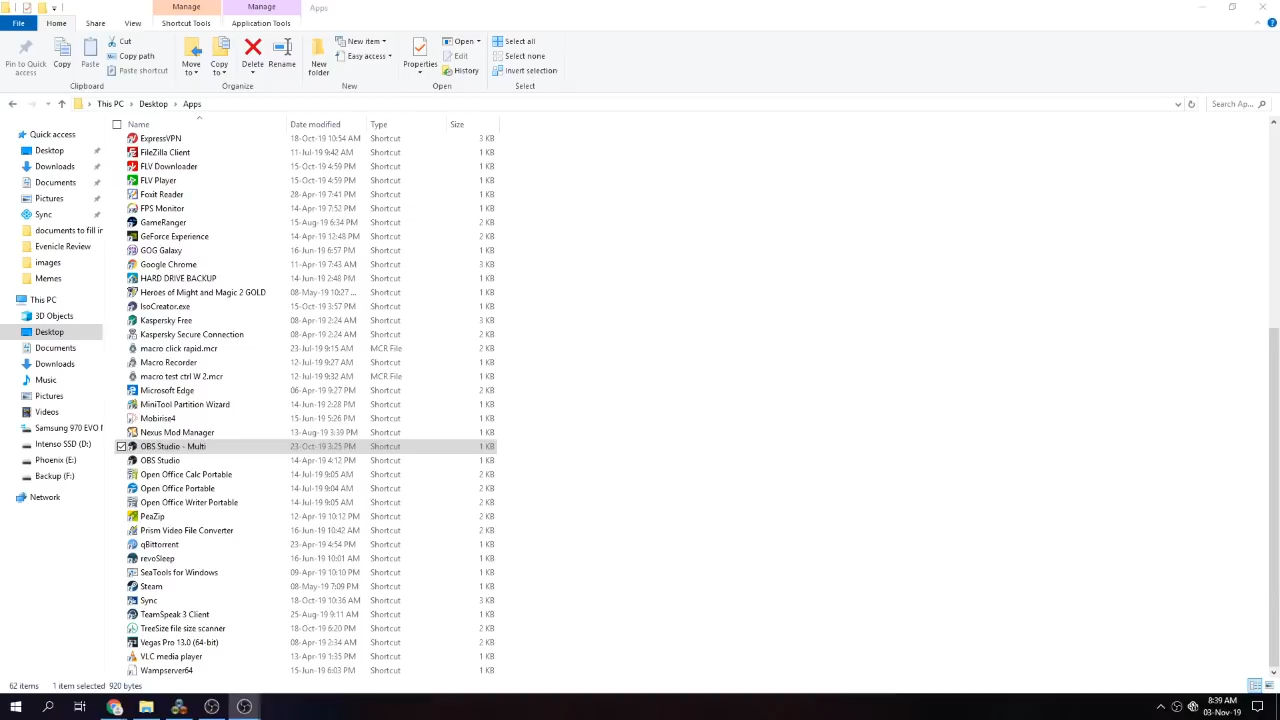 Manage Manage Apps
File Home Share View Shortcut Tools Application Tools
Pin to Quick access
Copy
Paste
Cut
Copy path
Paste shortcut
Clipboard
Move to
Copy to
Delete
Rename
Organize
New folder
New item
Easy access
New
Properties
Open
Edit
History
Open
Select all
Select none
Invert selection
Select
This PC Desktop Apps Search Ap...
Quick access
Desktop
Downloads
Documents
Pictures
Sync
documents to fill in
Evenicle Review
images
Memes
This PC
3D Objects
Desktop
Documents
Downloads
Music
Pictures
Videos
Samsung 970 EVO
Intenso SSD (D:)
Phoenix (E:)
Backup (F:)
Network
Name Date modified Type Size
ExpressVPN 18-Oct-19 10:54 AM Shortcut 3 KB
FileZilla Client 11-Jul-19 9:42 AM Shortcut 3 KB
FLV Downloader 15-Oct-19 4:59 PM Shortcut 1 KB
FLV Player 15-Oct-19 4:59 PM Shortcut 1 KB
Foxit Reader 28-Apr-19 7:41 PM Shortcut 1 KB
FPS Monitor 14-Apr-19 7:52 PM Shortcut 1 KB
GameRanger 15-Aug-19 6:34 PM Shortcut 2 KB
GeForce Experience 14-Apr-19 12:48 PM Shortcut 2 KB
GOG Galaxy 16-Jun-19 6:57 PM Shortcut 1 KB
Google Chrome 11-Apr-19 7:43 AM Shortcut 3 KB
HARD DRIVE BACKUP 14-Jun-19 2:48 PM Shortcut 1 KB
Heroes of Might and Magic 2 GOLD 08-May-19 10:27 ... Shortcut 2 KB
IsoCreator.exe 15-Oct-19 3:57 PM Shortcut 1 KB
Kaspersky Free 08-Apr-19 2:24 AM Shortcut 3 KB
Kaspersky Secure Connection 08-Apr-19 2:24 AM Shortcut 2 KB
macro click rapid.mcr 23-Jul-19 9:15 AM MCR File 1 KB
Macro Recorder 12-Jul-19 9:27 AM Shortcut 1 KB
macro test ctrl W 2.mcr 12-Jul-19 9:32 AM MCR File 1 KB
Microsoft Edge 06-Apr-19 9:27 PM Shortcut 2 KB
MiniTool Partition Wizard 14-Jun-19 2:28 PM Shortcut 1 KB
Mobirise4 15-Jun-19 5:26 PM Shortcut 1 KB
Nexus Mod Manager 13-Aug-19 3:39 PM Shortcut 1 KB
OBS Studio - Multi 23-Oct-19 3:25 PM Shortcut 1 KB
OBS Studio 14-Apr-19 4:12 PM Shortcut 1 KB
Open Office Calc Portable 14-Jul-19 9:05 AM Shortcut 2 KB
Open Office Portable 14-Jul-19 9:04 AM Shortcut 2 KB
Open Office Writer Portable 14-Jul-19 9:05 AM Shortcut 2 KB
PeaZip 12-Apr-19 10:12 PM Shortcut 1 KB
Prism Video File Converter 16-Jun-19 10:42 AM Shortcut 1 KB
qBittorrent 23-Apr-19 4:54 PM Shortcut 1 KB
revoSleep 16-Jun-19 10:01 AM Shortcut 1 KB
SeaTools for Windows 09-Apr-19 10:10 PM Shortcut 1 KB
Steam 08-May-19 7:09 PM Shortcut 1 KB
Sync 18-Oct-19 10:36 AM Shortcut 3 KB
TeamSpeak 3 Client 25-Aug-19 9:11 AM Shortcut 1 KB
TreeSize file size scanner 18-Oct-19 6:20 PM Shortcut 2 KB
Vegas Pro 13.0 (64-bit) 08-Apr-19 2:34 AM Shortcut 2 KB
VLC media player 13-Apr-19 1:35 PM Shortcut 1 KB
Wampserver64 15-Jun-19 6:03 PM Shortcut 1 KB
62 items 1 item selected 920 bytes
8:39 AM
03-Nov-19